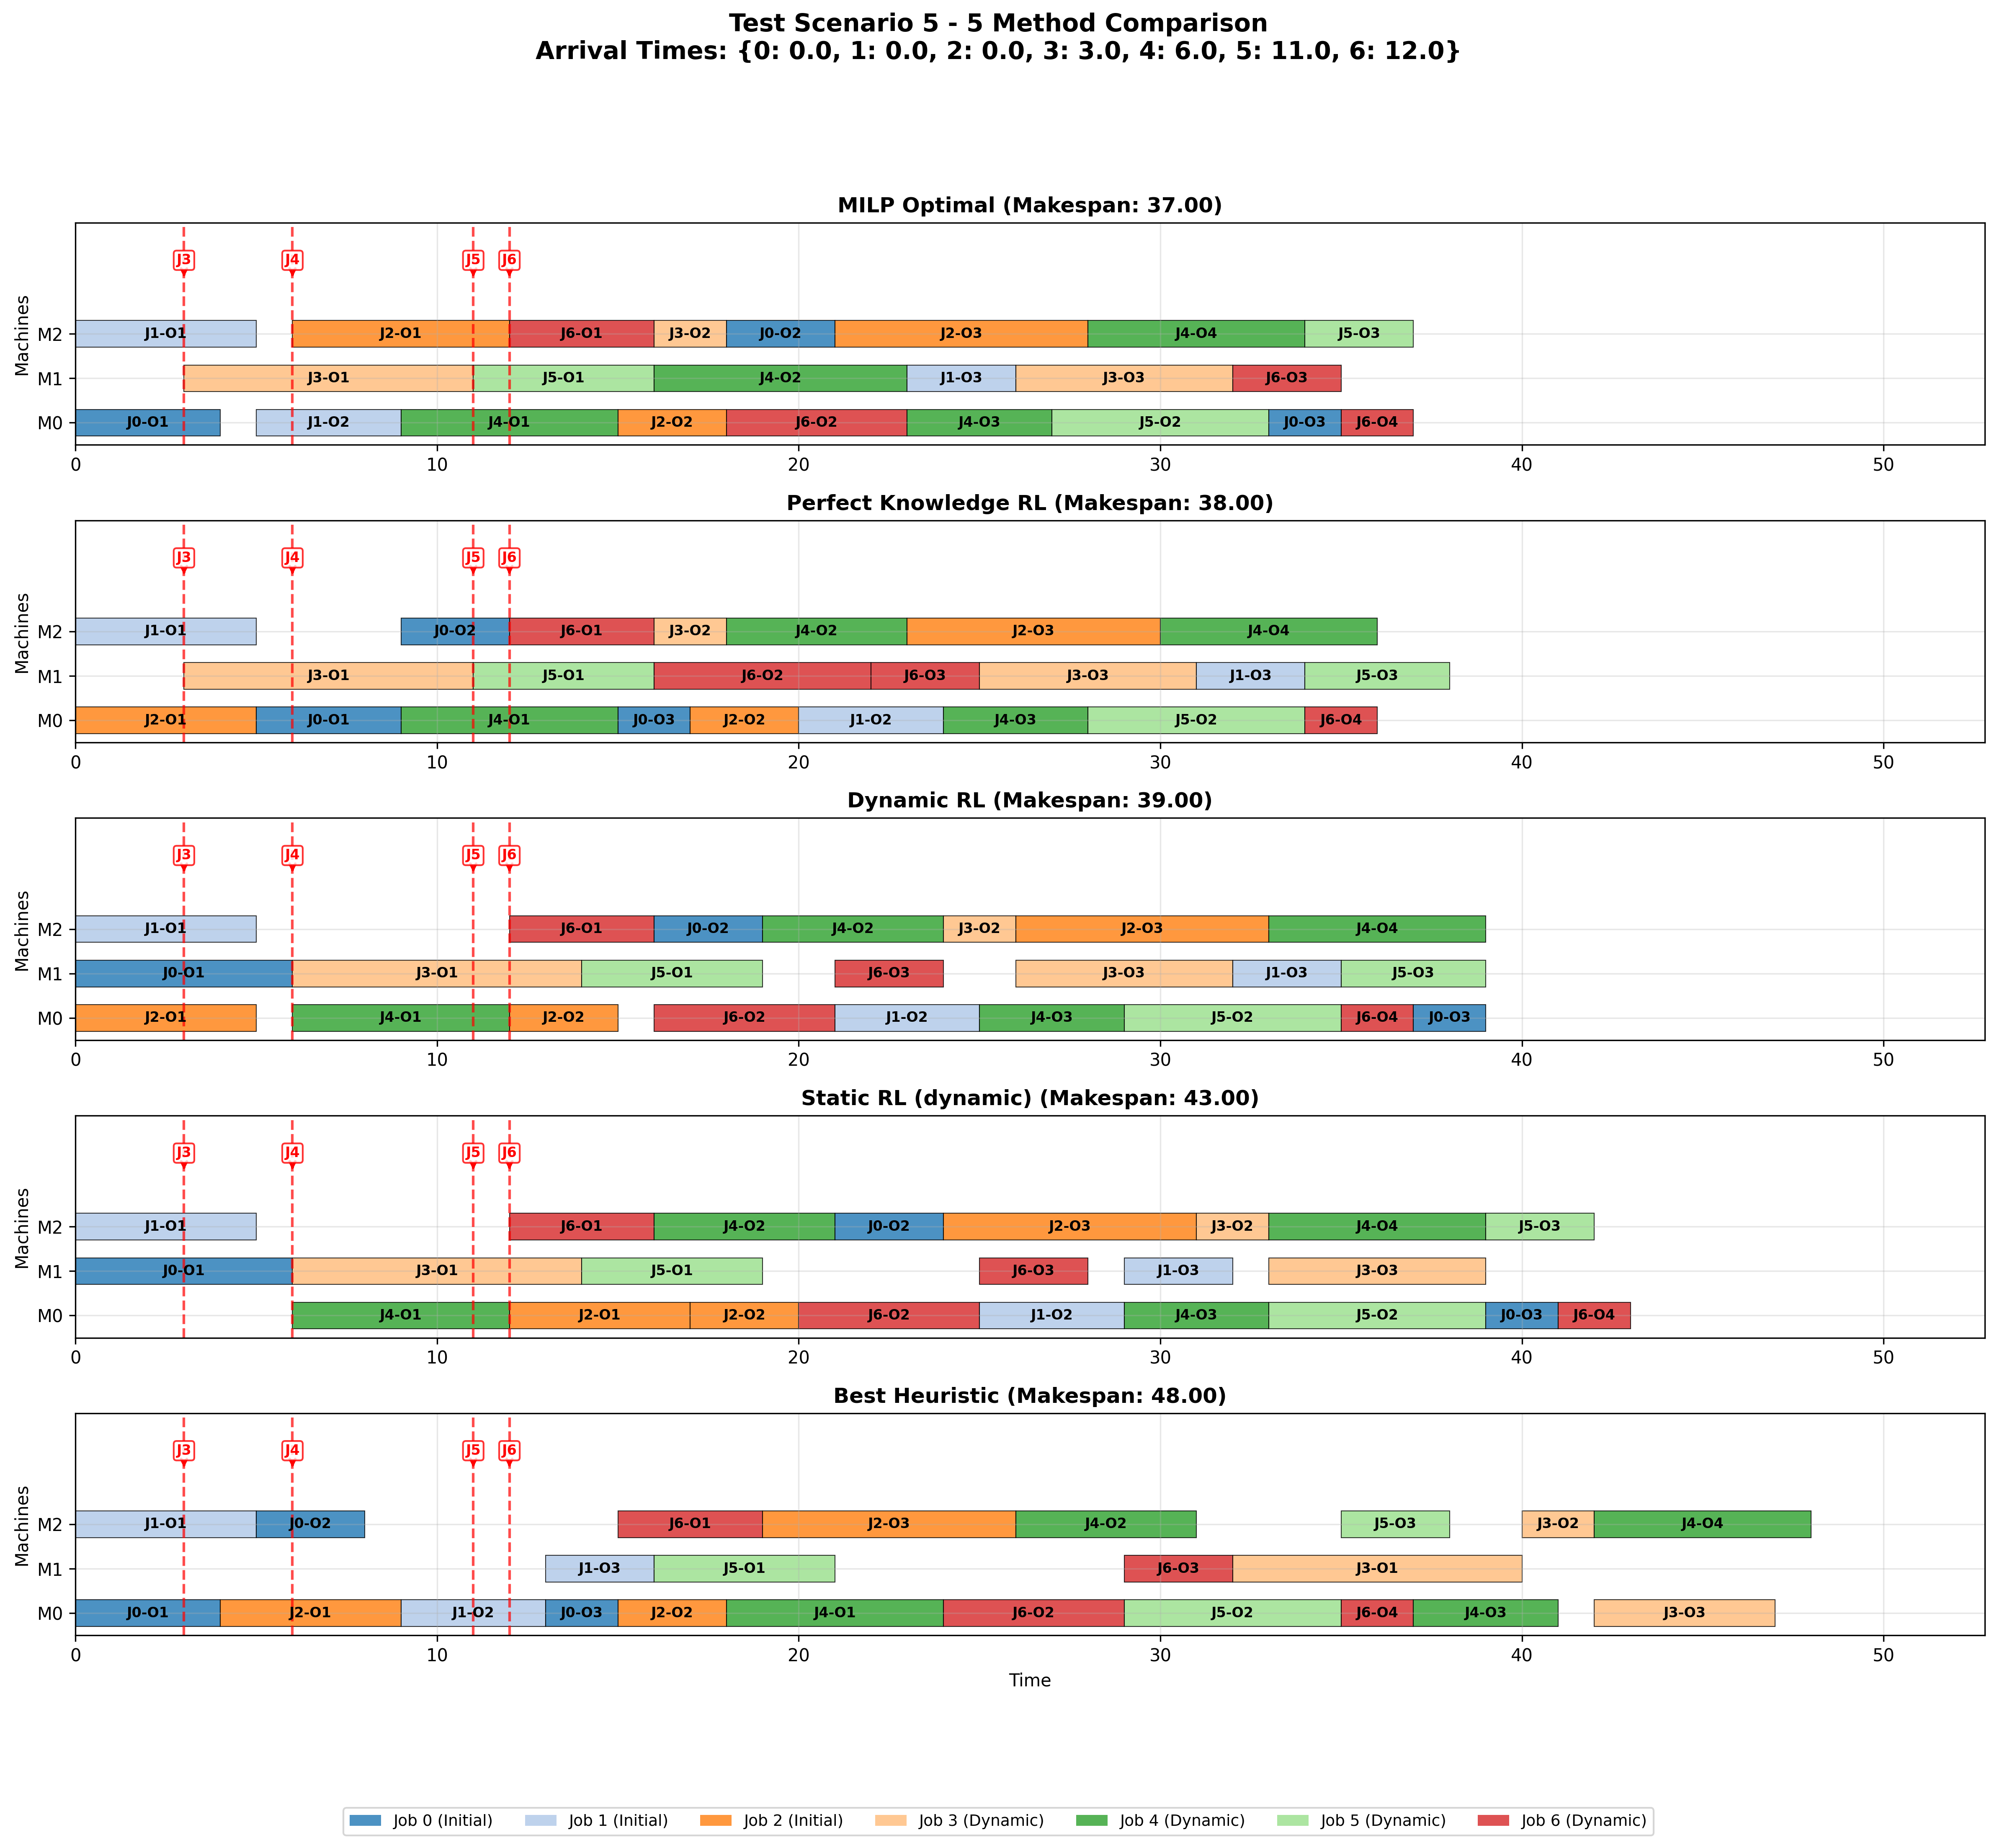 Test Scenario 5 - 5 Method Comparison
Arrival Times: {0: 0.0, 1: 0.0, 2: 0.0, 3: 3.0, 4: 6.0, 5: 11.0, 6: 12.0}
MILP Optimal (Makespan: 37.00)
J3 J4 J5 J6
Machines
M2 J1-O1 J2-O1 J6-O1 J3-O2 J0-O2 J2-O3 J4-O4 J5-O3
M1 J3-O1 J5-O1 J4-O2 J1-O3 J3-O3 J6-O3
M0 J0-O1 J1-O2 J4-O1 J2-O2 J6-O2 J4-O3 J5-O2 J0-O3 J6-O4
0 10 20 30 40 50
Perfect Knowledge RL (Makespan: 38.00)
J3 J4 J5 J6
Machines
M2 J1-O1 J0-O2 J6-O1 J3-O2 J4-O2 J2-O3 J4-O4
M1 J3-O1 J5-O1 J6-O2 J6-O3 J3-O3 J1-O3 J5-O3
M0 J2-O1 J0-O1 J4-O1 J0-O3 J2-O2 J1-O2 J4-O3 J5-O2 J6-O4
0 10 20 30 40 50
Dynamic RL (Makespan: 39.00)
J3 J4 J5 J6
Machines
M2 J1-O1 J6-O1 J0-O2 J4-O2 J3-O2 J2-O3 J4-O4
M1 J0-O1 J3-O1 J5-O1 J6-O3 J3-O3 J1-O3 J5-O3
M0 J2-O1 J4-O1 J2-O2 J6-O2 J1-O2 J4-O3 J5-O2 J6-O4 J0-O3
0 10 20 30 40 50
Static RL (dynamic) (Makespan: 43.00)
J3 J4 J5 J6
Machines
M2 J1-O1 J6-O1 J4-O2 J0-O2 J2-O3 J3-O2 J4-O4 J5-O3
M1 J0-O1 J3-O1 J5-O1 J6-O3 J1-O3 J3-O3
M0 J4-O1 J2-O1 J2-O2 J6-O2 J1-O2 J4-O3 J5-O2 J0-O3 J6-O4
0 10 20 30 40 50
Best Heuristic (Makespan: 48.00)
J3 J4 J5 J6
Machines
M2 J1-O1 J0-O2 J6-O1 J2-O3 J4-O2 J5-O3 J3-O2 J4-O4
M1 J1-O3 J5-O1 J6-O3 J3-O1
M0 J0-O1 J2-O1 J1-O2 J0-O3 J2-O2 J4-O1 J6-O2 J5-O2 J6-O4 J4-O3 J3-O3
0 10 20 30 40 50
Time
Job 0 (Initial) Job 1 (Initial) Job 2 (Initial) Job 3 (Dynamic) Job 4 (Dynamic) Job 5 (Dynamic) Job 6 (Dynamic)